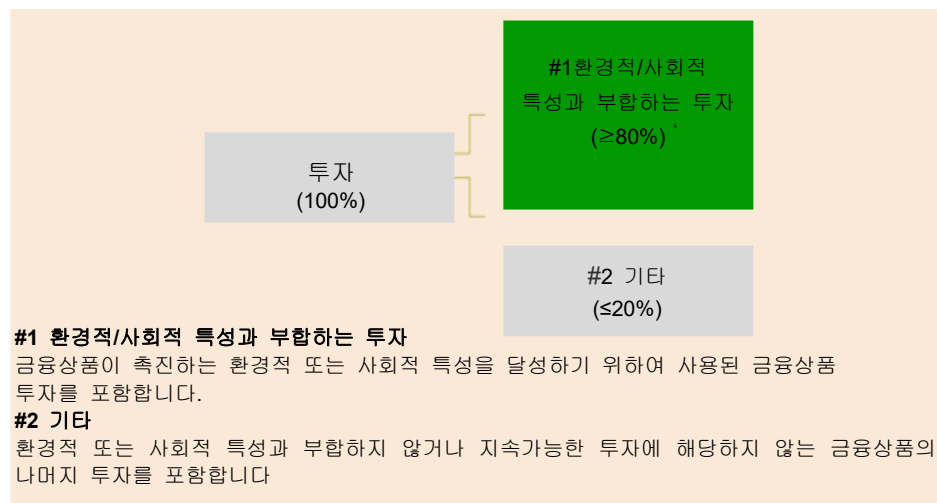 #1환경적/사회적
특성과 부합하는 투자
(≥80%) *
투자
(100%)
#2 기타
(≤20%)
#1 환경적/사회적 특성과 부합하는 투자
금융상품이 촉진하는 환경적 또는 사회적 특성을 달성하기 위하여 사용된 금융상품
투자를 포함합니다.
#2 기타
환경적 또는 사회적 특성과 부합하지 않거나 지속가능한 투자에 해당하지 않는 금융상품의
나머지 투자를 포함합니다